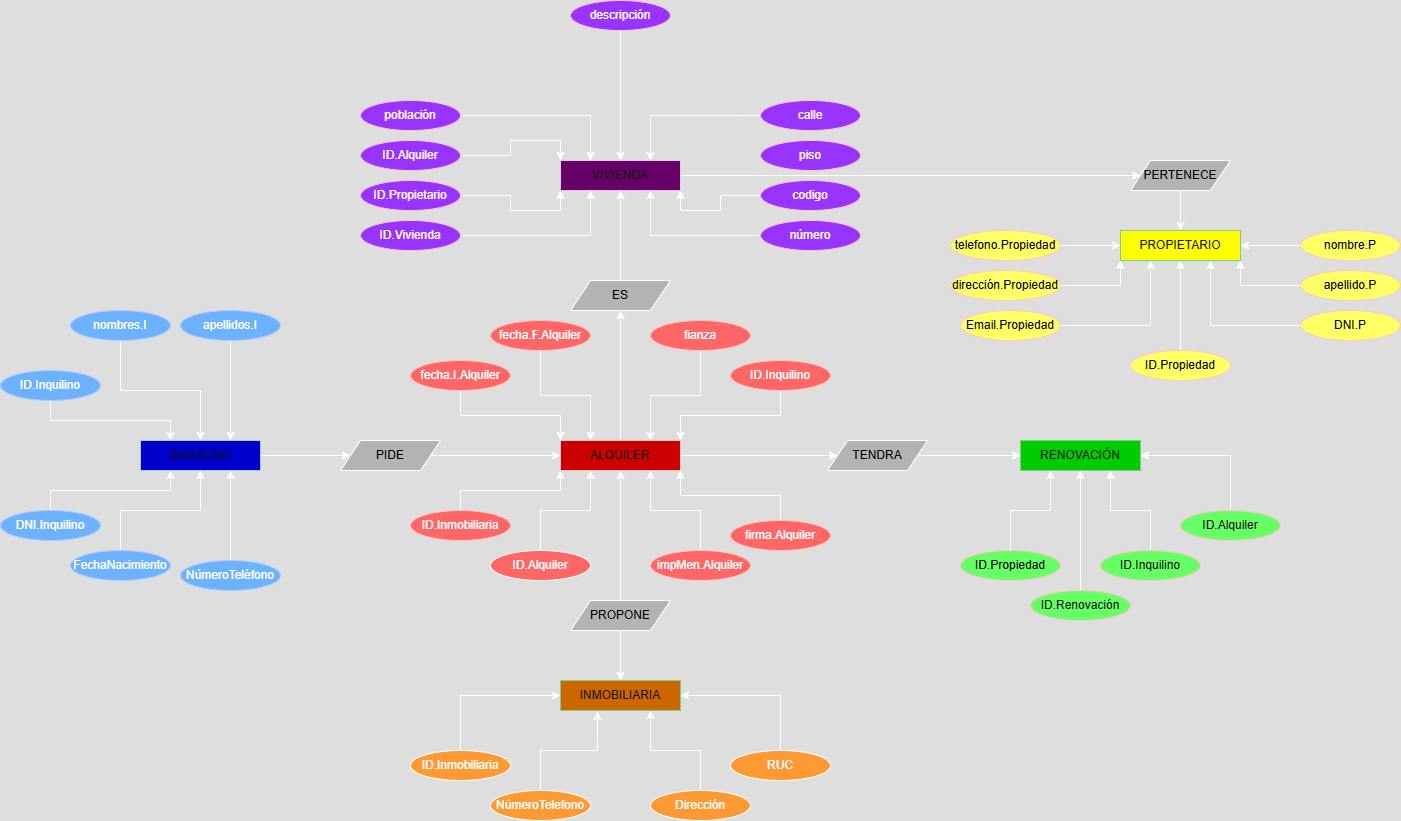 descripción
población
calle
ID.Alquiler
piso
VIVIENDA
PERTENECE
ID.Propietario
codigo
ID.Vivienda
número
telefono.Propiedad
PROPIETARIO
nombre.P
dirección.Propiedad
apellido.P
ES
nombres.I
apellidos.I
fecha.F.Alquiler
fianza
Email.Propiedad
DNI.P
ID.Propiedad
ID.Inquilino
fecha.I.Alquiler
ID.Inquilino
INQUILINO
PIDE
ALQUILER
TENDRA
RENOVACIÓN
DNI.Inquilino
ID.Inmobiliaria
firma.Alquiler
ID.Alquiler
FechaNacimiento
NúmeroTeléfono
ID.Alquiler
impMen.Alquiler
ID.Propiedad
ID.Inquilino
ID.Renovación
PROPONE
INMOBILIARIA
ID.Inmobiliaria
RUC
NúmeroTelefono
Dirección